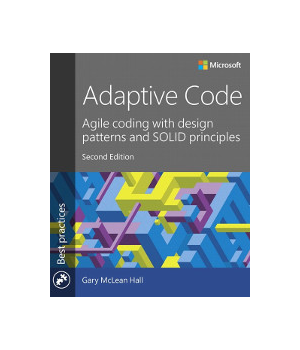 Microsoft
Adaptive Code
Agile coding with design
patterns and SOLID principles
Second Edition
Best practices
Gary McLean Hall